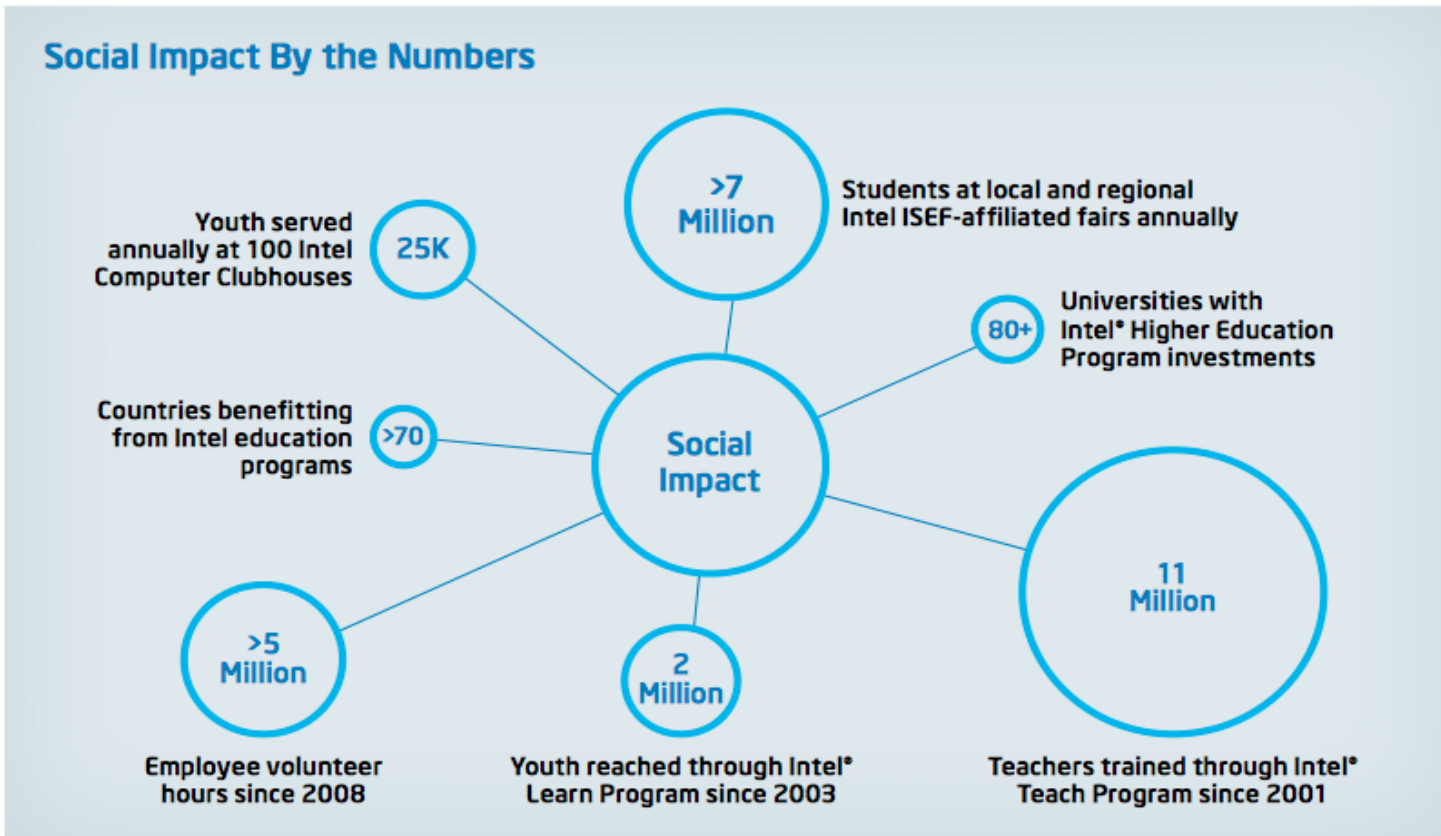 Social Impact By the Numbers
>7
Million
Students at local and regional
Intel ISEF-affiliated fairs annually
Youth served
annually at 100 Intel
Computer Clubhouses
25K
80+
Universities with
Intel® Higher Education
Program investments
Countries benefitting
from Intel education
programs
>70
Social
Impact
11
Million
>5
Million
Employee volunteer
hours since 2008
2
Million
Youth reached through Intel®
Learn Program since 2003
Teachers trained through Intel®
Teach Program since 2001